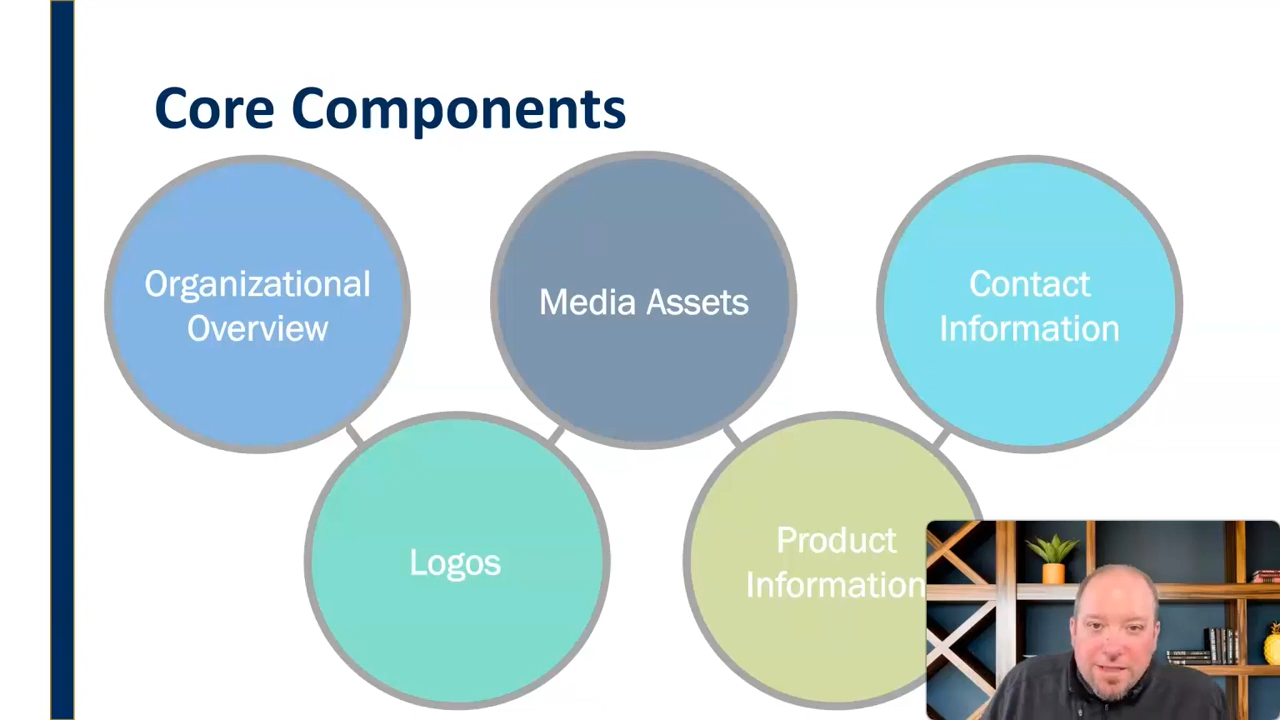 Core Components
Organizational
Overview
Media Assets
Contact
Information
Logos
Product
Information